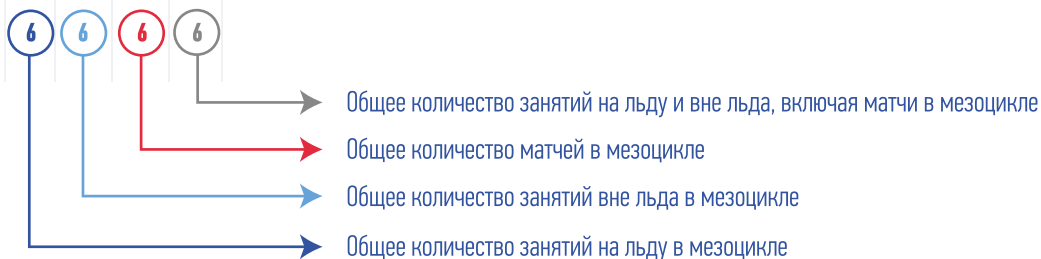 6 6 6 6
Общее количество занятий на льду и вне льда, включая матчи в мезоцикле
Общее количество матчей в мезоцикле
Общее количество занятий вне льда в мезоцикле
Общее количество занятий на льду в мезоцикле